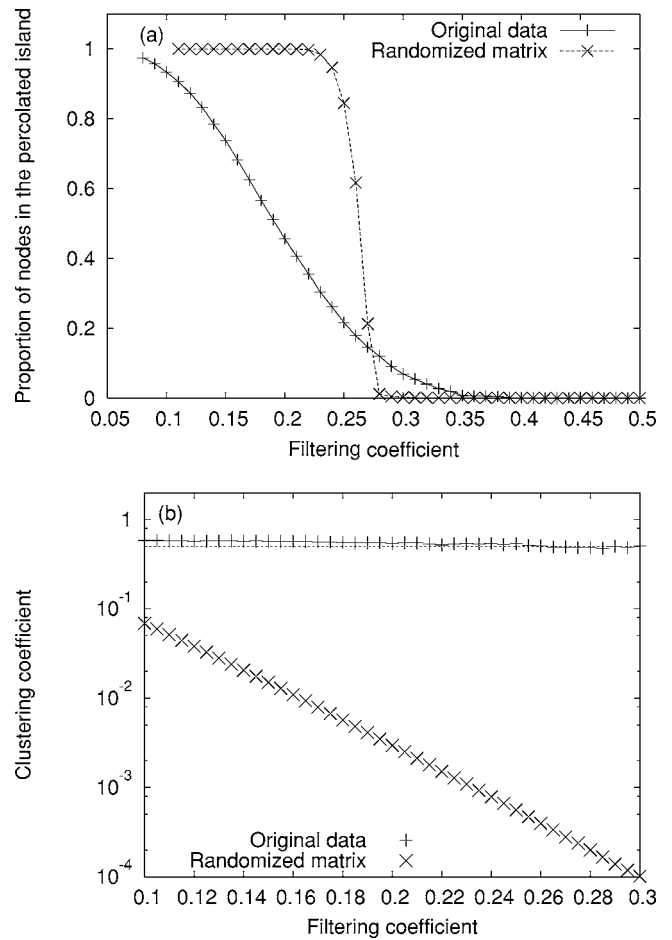 (a)
Original data
Randomized matrix
Proportion of nodes in the percolated island
1
0.8
0.6
0.4
0.2
0
0.05 0.1 0.15 0.2 0.25 0.3 0.35 0.4 0.45 0.5
Filtering coefficient
(b)
Clustering coefficient
1
10-1
10-2
10-3
10-4
Original data
Randomized matrix
0.1 0.12 0.14 0.16 0.18 0.2 0.22 0.24 0.26 0.28 0.3
Filtering coefficient